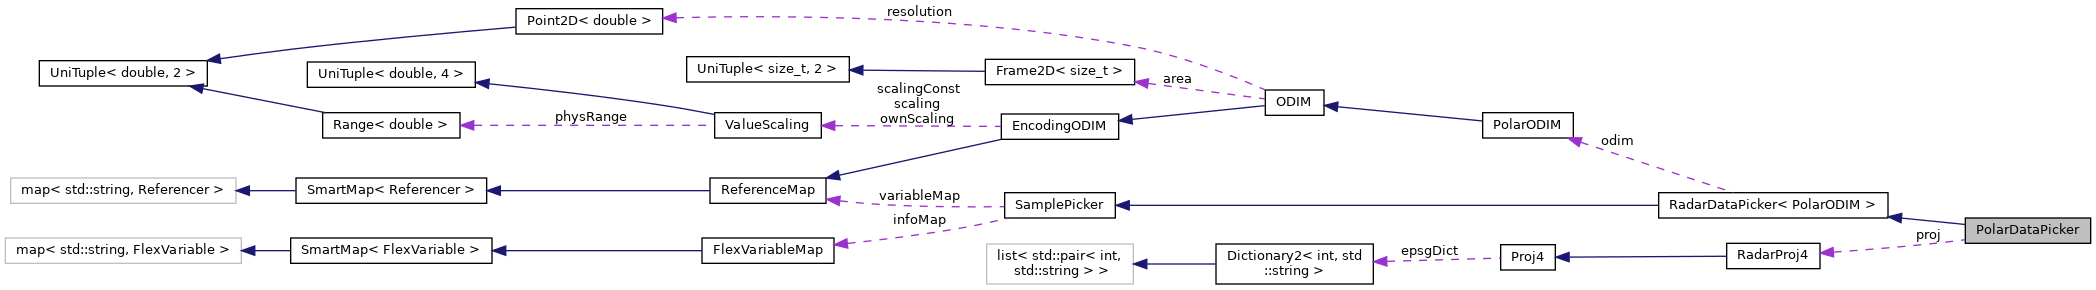 resolution
Point2D< double >
UniTuple< double, 2 >
UniTuple< double, 4 >
UniTuple< size_t, 2 >
Frame2D< size_t >
area
scalingConst
scaling
ownScaling
ODIM
physRange
Range< double >
ValueScaling
EncodingODIM
PolarODIM
odim
map< std::string, Referencer >
SmartMap< Referencer >
ReferenceMap
variableMap
SamplePicker
RadarDataPicker< PolarODIM >
infoMap
PolarDataPicker
proj
map< std::string, FlexVariable >
SmartMap< FlexVariable >
FlexVariableMap
list< std::pair< int,
std::string > >
Dictionary2< int, std
::string >
epsgDict
Proj4
RadarProj4